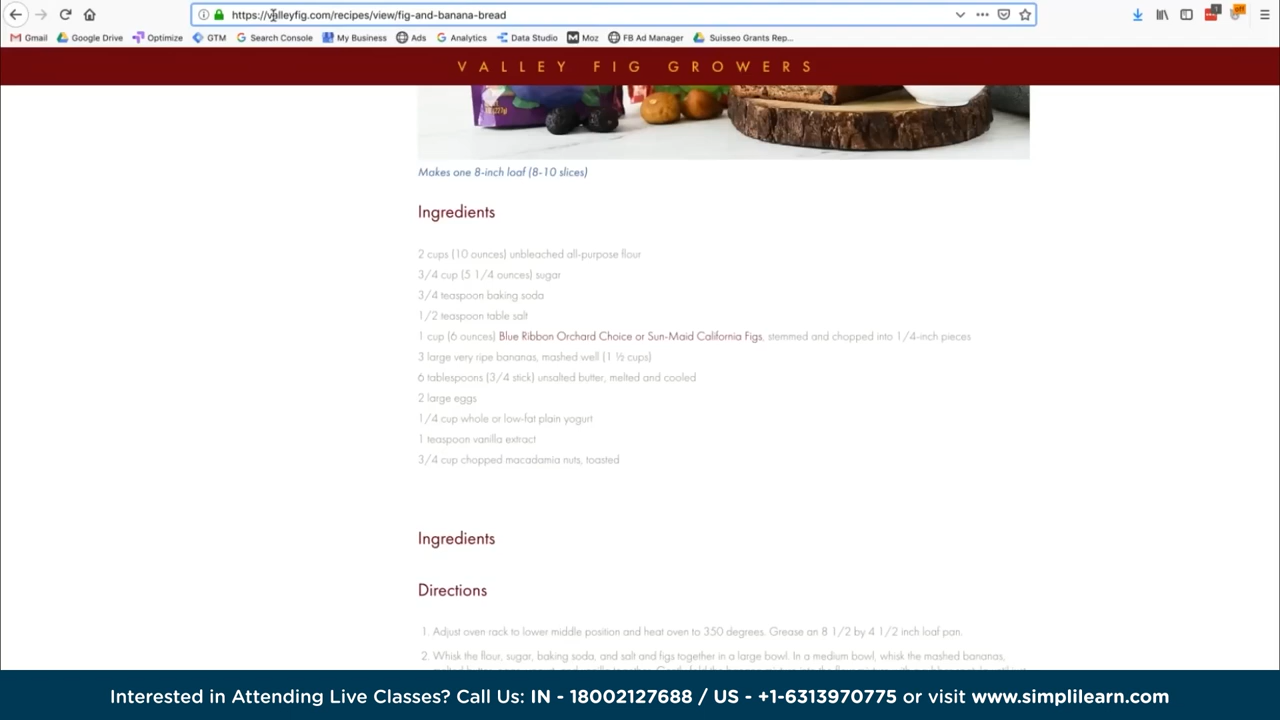 https://valleyfig.com/recipes/view/fig-and-banana-bread
Gmail Google Drive Optimize GTM Search Console My Business Ads Analytics Data Studio Moz FB Ad Manager Suisseo Grants Rep...
VALLEY FIG GROWERS
Makes one 8-inch loaf (8-10 slices)
Ingredients
2 cups (10 ounces) unbleached all-purpose flour
3/4 cup (5 1/4 ounces) sugar
3/4 teaspoon baking soda
1/2 teaspoon table salt
1 cup (6 ounces) Blue Ribbon Orchard Choice or Sun-Maid California Figs, stemmed and chopped into 1/4-inch pieces
3 large very ripe bananas, mashed well (1 ½ cups)
6 tablespoons (3/4 stick) unsalted butter, melted and cooled
2 large eggs
1/4 cup whole or low-fat plain yogurt
1 teaspoon vanilla extract
3/4 cup chopped macadamia nuts, toasted
Ingredients
Directions
1. Adjust oven rack to lower middle position and heat oven to 350 degrees. Grease an 8 1/2 by 4 1/2 inch loaf pan.
2. Whisk the flour, sugar, baking soda, and salt and figs together in a large bowl. In a medium bowl, whisk the mashed bananas,
Interested in Attending Live Classes? Call Us: IN - 18002127688 / US - +1-6313970775 or visit www.simplilearn.com